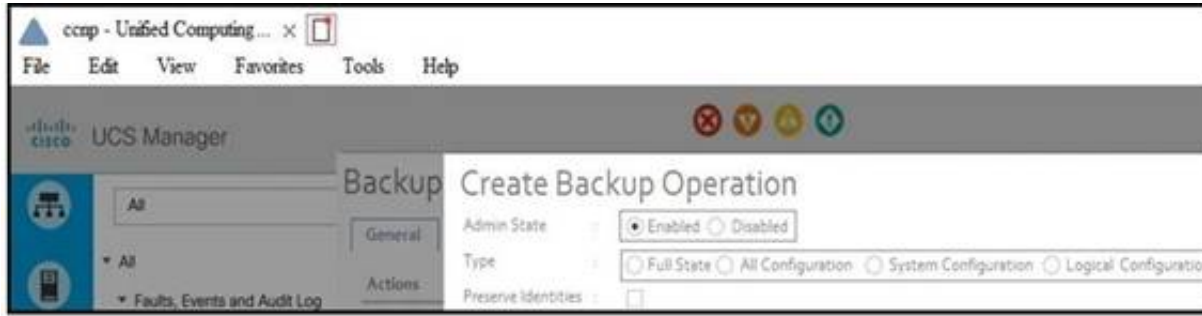 ccnp - Unified Computing... ×
File Edit View Favorites Tools Help
cisco UCS Manager
All
All
Faults, Events and Audit Log
Backup
General
Actions
Create Backup Operation
Admin State : Enabled Disabled
Type : Full State All Configuration System Configuration Logical Configuratio
Preserve Identities :